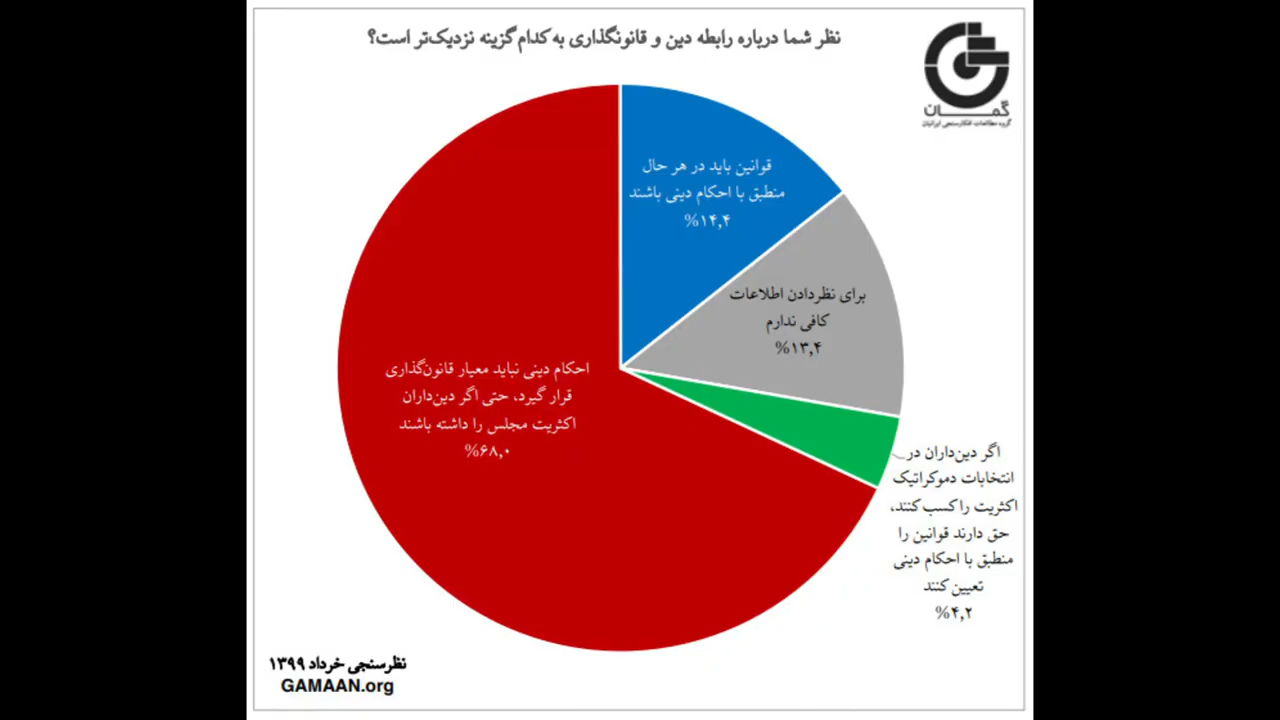 نظر شما درباره رابطه دین و قانونگذاری به کدام گزینه نزدیک‌تر است؟
گمـــان
گروه مطالعات افکارسنجی ایرانیان
قوانین باید در هر حال
منطبق با احکام دینی باشند
%۱۴٫۴
برای نظردادن اطلاعات
کافی ندارم
%۱۳٫۴
احکام دینی نباید معیار قانون‌گذاری
قرار گیرد، حتی اگر دین‌داران
اکثریت مجلس را داشته باشند
%۶۸٫۰
اگر دین‌داران در
انتخابات دموکراتیک
اکثریت را کسب کنند،
حق دارند قوانین را
منطبق با احکام دینی
تعیین کنند
%۴٫۲
نظرسنجی خرداد ۱۳۹۹
GAMAAN.org